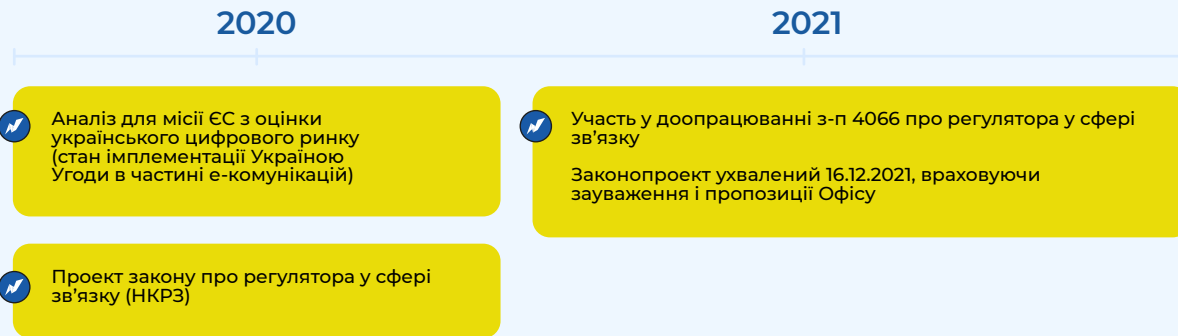 2020
2021
Аналіз для місії ЄС з оцінки
українського цифрового ринку
(стан імплементації Україною
Угоди в частині е-комунікацій)
Проект закону про регулятора у сфері
зв’язку (НКРЗ)
Участь у доопрацюванні з-п 4066 про регулятора у сфері
зв’язку
Законопроект ухвалений 16.12.2021, враховуючи
зауваження і пропозиції Офісу